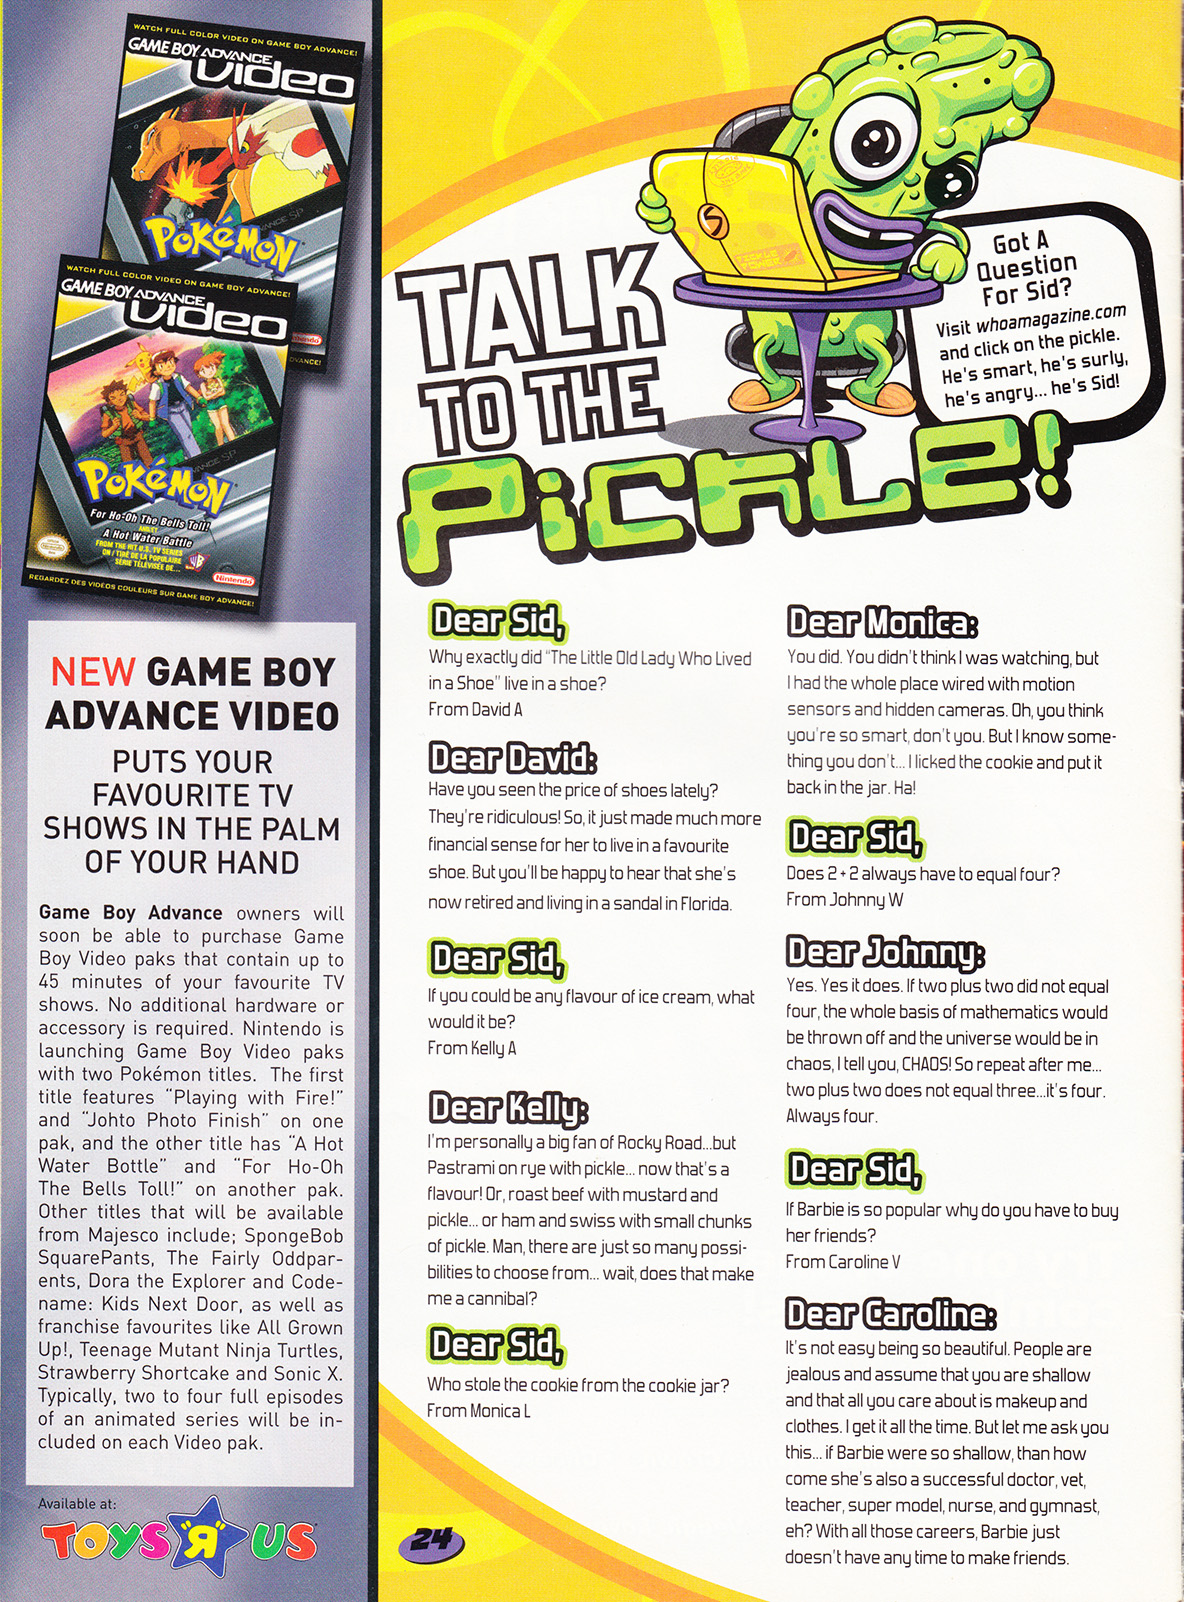 WATCH FULL COLOR VIDEO ON GAME BOY ADVANCE!
GAME BOY ADVANCE
video
POKéMON
WATCH FULL COLOR VIDEO ON GAME BOY ADVANCE!
GAME BOY ADVANCE
video
ADVANCE!
POKéMON
For Ho-Oh The Bells Toll!
AND/ET
A Hot Water Battle
FROM THE HIT U.S. TV SERIES
ON / TIRÉ DE LA POPULAIRE
SÉRIE TÉLÉVISÉE DE...
WB
Nintendo
REGARDEZ DES VIDÉOS COULEURS SUR GAME BOY ADVANCE!
NEW GAME BOY
ADVANCE VIDEO
PUTS YOUR
FAVOURITE TV
SHOWS IN THE PALM
OF YOUR HAND
Game Boy Advance owners will
soon be able to purchase Game
Boy Video paks that contain up to
45 minutes of your favourite TV
shows. No additional hardware or
accessory is required. Nintendo is
launching Game Boy Video paks
with two Pokémon titles. The first
title features "Playing with Fire!"
and "Johto Photo Finish" on one
pak, and the other title has "A Hot
Water Bottle" and "For Ho-Oh
The Bells Toll!" on another pak.
Other titles that will be available
from Majesco include; SpongeBob
SquarePants, The Fairly Oddpar-
ents, Dora the Explorer and Code-
name: Kids Next Door, as well as
franchise favourites like All Grown
Up!, Teenage Mutant Ninja Turtles,
Strawberry Shortcake and Sonic X.
Typically, two to four full episodes
of an animated series will be in-
cluded on each Video pak.
Available at:
TOYS "R" US
TALK
TO THE
PiCKLE!
Got A
Question
For Sid?
Visit whoamagazine.com
and click on the pickle.
He's smart, he's surly,
he's angry... he's Sid!
Dear Sid,
Why exactly did "The Little Old Lady Who Lived
in a Shoe" live in a shoe?
From David A
Dear David:
Have you seen the price of shoes lately?
They're ridiculous! So, it just made much more
financial sense for her to live in a favourite
shoe. But you'll be happy to hear that she's
now retired and living in a sandal in Florida.
Dear Sid,
If you could be any flavour of ice cream, what
would it be?
From Kelly A
Dear Kelly:
I'm personally a big fan of Rocky Road...but
Pastrami on rye with pickle... now that's a
flavour! Or, roast beef with mustard and
pickle... or ham and swiss with small chunks
of pickle. Man, there are just so many possi-
bilities to choose from... wait, does that make
me a cannibal?
Dear Sid,
Who stole the cookie from the cookie jar?
From Monica L
Dear Monica:
You did. You didn't think I was watching, but
I had the whole place wired with motion
sensors and hidden cameras. Oh, you think
you're so smart, don't you. But I know some-
thing you don't... I licked the cookie and put it
back in the jar. Ha!
Dear Sid,
Does 2 + 2 always have to equal four?
From Johnny W
Dear Johnny:
Yes. Yes it does. If two plus two did not equal
four, the whole basis of mathematics would
be thrown off and the universe would be in
chaos, I tell you, CHAOS! So repeat after me...
two plus two does not equal three...it's four.
Always four.
Dear Sid,
If Barbie is so popular why do you have to buy
her friends?
From Caroline V
Dear Caroline:
It's not easy being so beautiful. People are
jealous and assume that you are shallow
and that all you care about is makeup and
clothes. I get it all the time. But let me ask you
this... if Barbie were so shallow, than how
come she's also a successful doctor, vet,
teacher, super model, nurse, and gymnast,
eh? With all those careers, Barbie just
doesn't have any time to make friends.
24